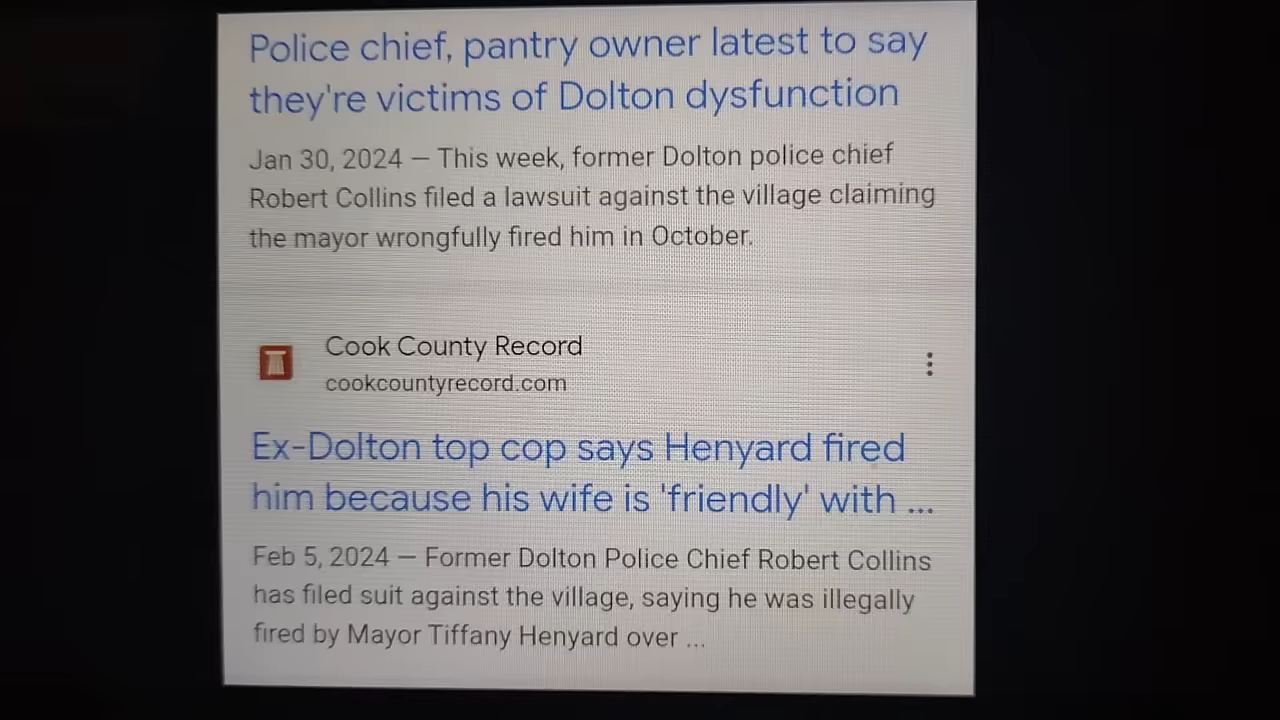 Police chief, pantry owner latest to say
they're victims of Dolton dysfunction
Jan 30, 2024 — This week, former Dolton police chief
Robert Collins filed a lawsuit against the village claiming
the mayor wrongfully fired him in October.
Cook County Record
cookcountyrecord.com
Ex-Dolton top cop says Henyard fired
him because his wife is 'friendly' with ...
Feb 5, 2024 — Former Dolton Police Chief Robert Collins
has filed suit against the village, saying he was illegally
fired by Mayor Tiffany Henyard over ...